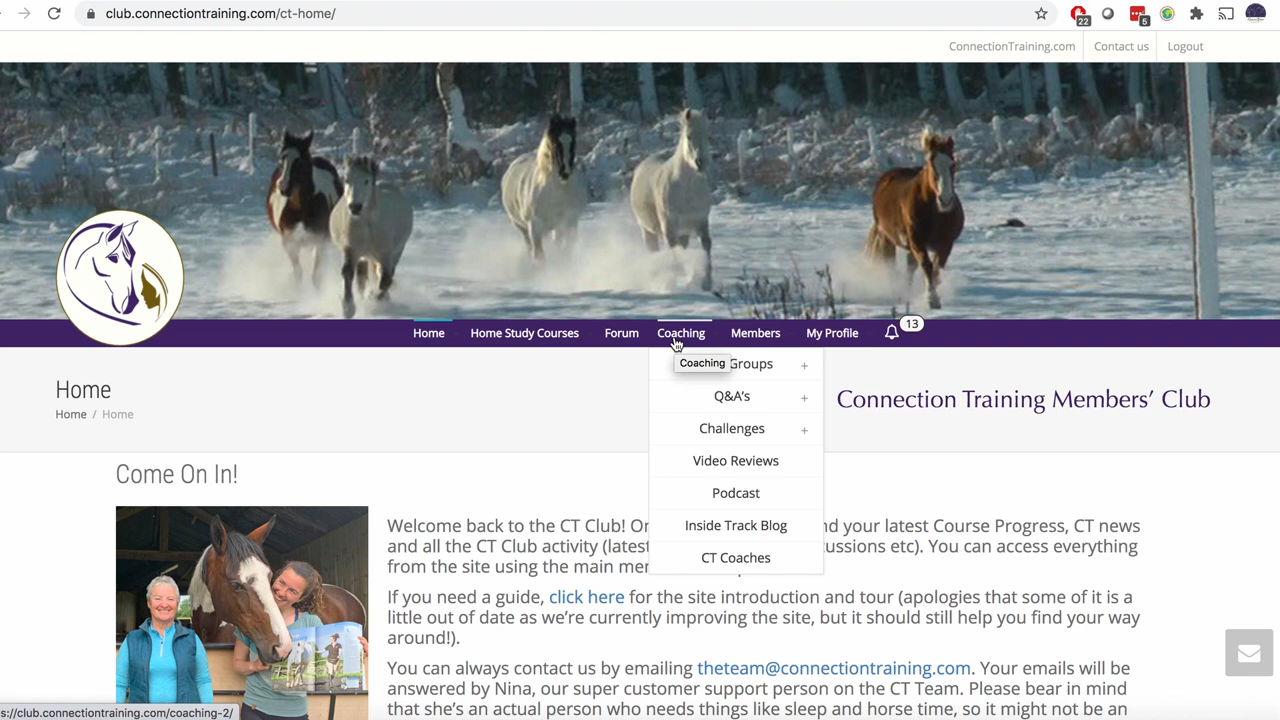 club.connectiontraining.com/ct-home/
22
5
ConnectionTraining.com
Contact us
Logout
Home
Home Study Courses
Forum
Coaching
Members
My Profile
13
Coaching
Groups +
Q&A's +
Challenges +
Video Reviews
Podcast
Inside Track Blog
CT Coaches
Home
Home / Home
Connection Training Members' Club
Come On In!
Welcome back to the CT Club! d your latest Course Progress, CT news
and all the CT Club activity (latest ussions etc). You can access everything
from the site using the main
If you need a guide, click here for the site introduction and tour (apologies that some of it is a
little out of date as we're currently improving the site, but it should still help you find your way
around!).
You can always contact us by emailing theteam@connectiontraining.com. Your emails will be
answered by Nina, our super customer support person on the CT Team. Please bear in mind
that she's an actual person who needs things like sleep and horse time, so it might not be an
s://club.connectiontraining.com/coaching-2/